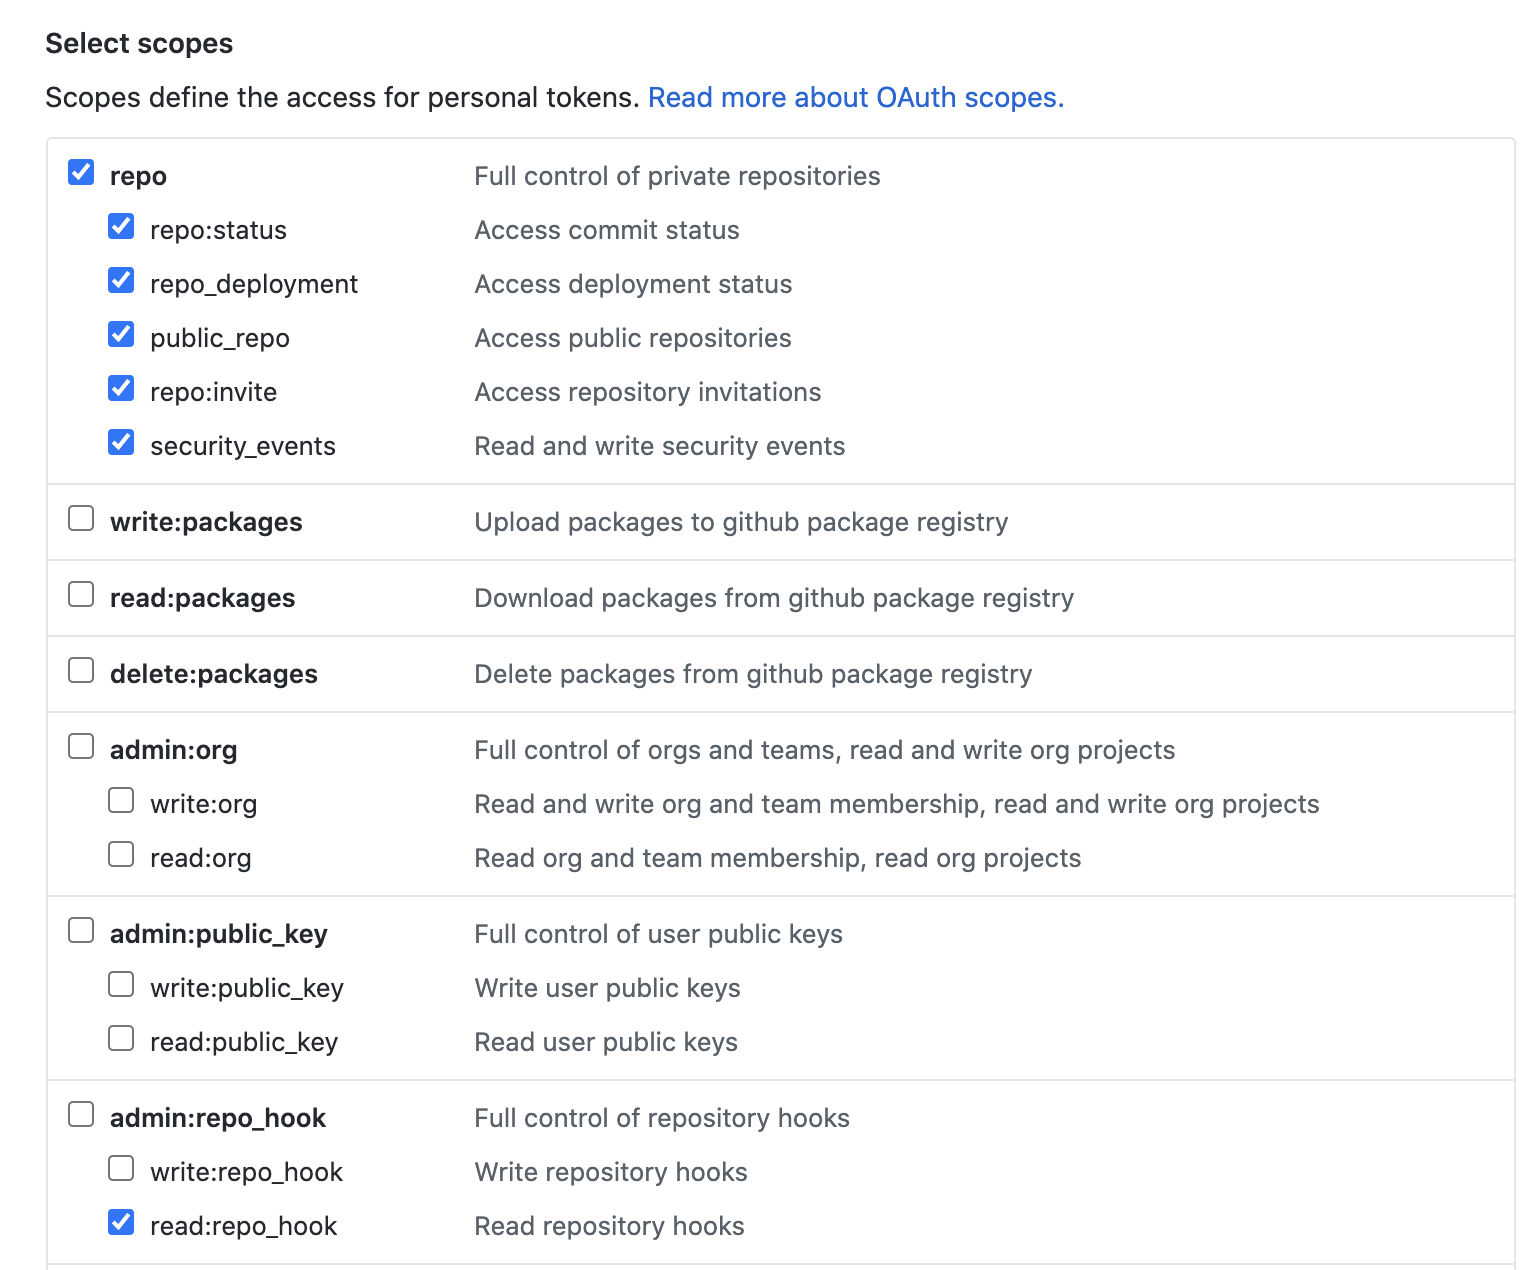 Select scopes
Scopes define the access for personal tokens. Read more about OAuth scopes.
repo Full control of private repositories
repo:status Access commit status
repo_deployment Access deployment status
public_repo Access public repositories
repo:invite Access repository invitations
security_events Read and write security events
write:packages Upload packages to github package registry
read:packages Download packages from github package registry
delete:packages Delete packages from github package registry
admin:org Full control of orgs and teams, read and write org projects
write:org Read and write org and team membership, read and write org projects
read:org Read org and team membership, read org projects
admin:public_key Full control of user public keys
write:public_key Write user public keys
read:public_key Read user public keys
admin:repo_hook Full control of repository hooks
write:repo_hook Write repository hooks
read:repo_hook Read repository hooks